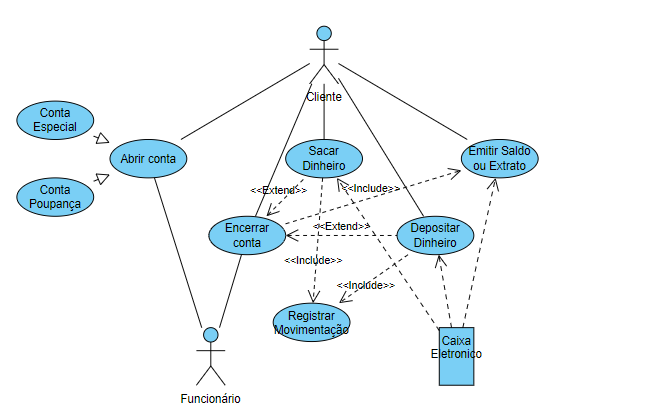 Cliente
Conta
Especial
Abrir conta
Conta
Poupança
Sacar
Dinheiro
Emitir Saldo
ou Extrato
<<Extend>>
<<Include>>
Encerrar
conta
<<Extend>>
Depositar
Dinheiro
<<Include>>
<<Include>>
Registrar
Movimentação
Caixa
Eletronico
Funcionário